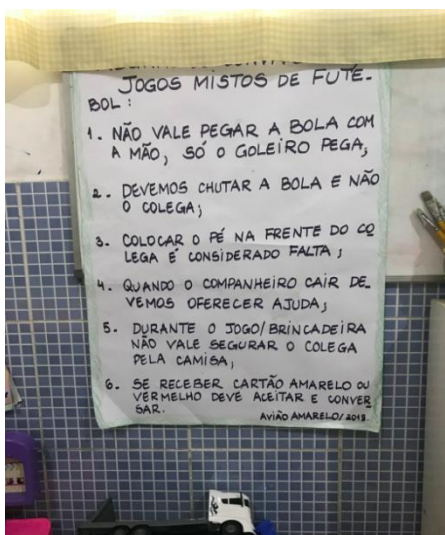 JOGOS MISTOS DE FUTE-
BOL:
1. NÃO VALE PEGAR A BOLA COM
A MÃO, SÓ O GOLEIRO PEGA;
2. DEVEMOS CHUTAR A BOLA E NÃO
O COLEGA;
3. COLOCAR O PÉ NA FRENTE DO CO
LEGA É CONSIDERADO FALTA;
4. QUANDO O COMPANHEIRO CAIR DE-
VEMOS OFERECER AJUDA;
5. DURANTE O JOGO/BRINCADEIRA
NÃO VALE SEGURAR O COLEGA
PELA CAMISA;
6. SE RECEBER CARTÃO AMARELO OU
VERMELHO DEVE ACEITAR E CONVER
SAR.
AVIÃO AMARELO/2018.